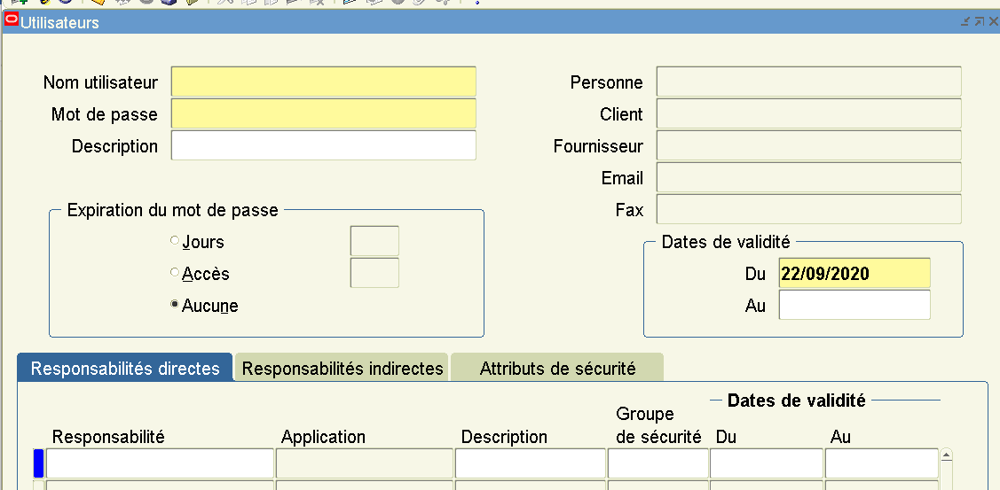 Utilisateurs
Nom utilisateur
Mot de passe
Description
Personne
Client
Fournisseur
Email
Fax
Expiration du mot de passe
Jours
Accès
Aucune
Dates de validité
Du 22/09/2020
Au
Responsabilités directes Responsabilités indirectes Attributs de sécurité
Dates de validité
Groupe
Responsabilité Application Description de sécurité Du Au